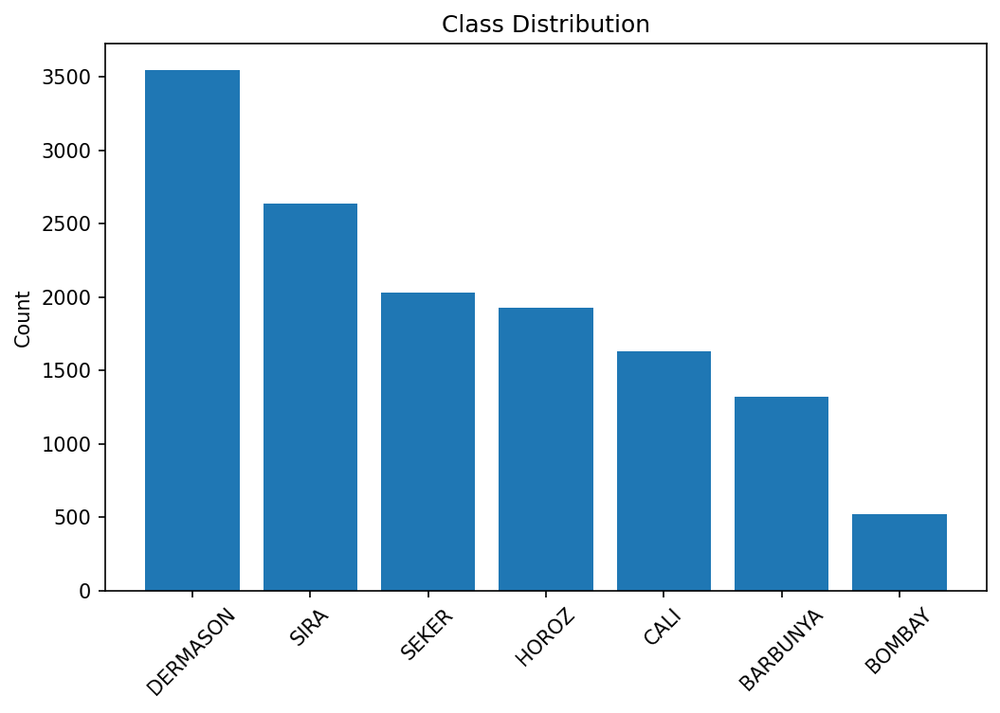 Class Distribution
Count
3500
3000
2500
2000
1500
1000
500
0
DERMASON
SIRA
SEKER
HOROZ
CALI
BARBUNYA
BOMBAY